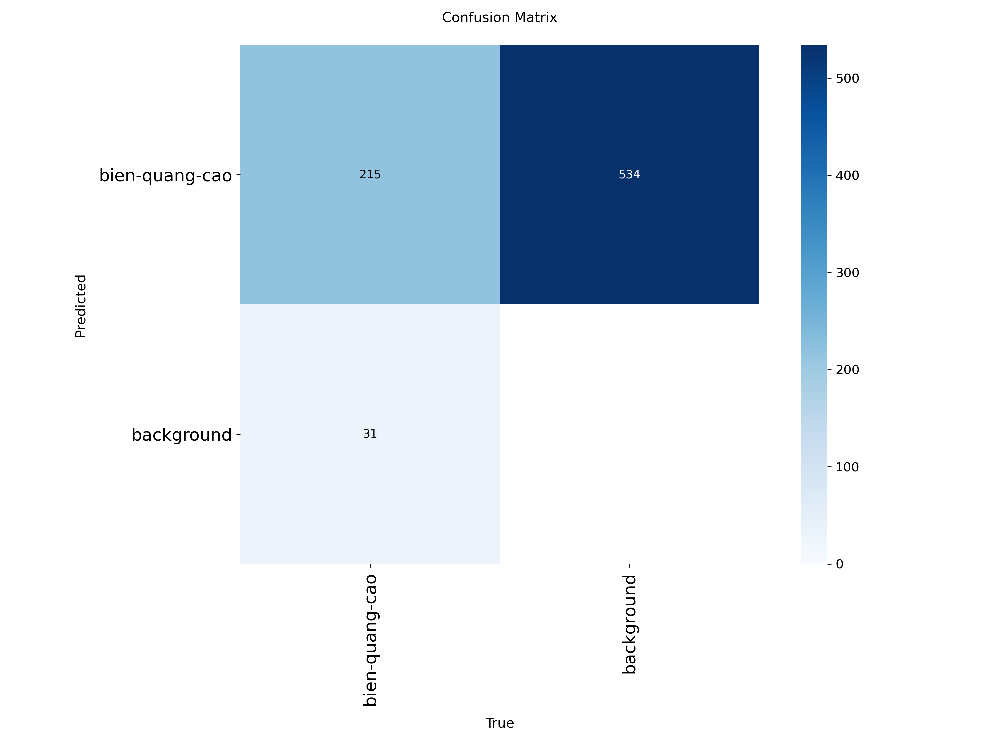 Confusion Matrix
bien-quang-cao
background
Predicted
215
534
31
500
400
300
200
100
0
bien-quang-cao
background
True